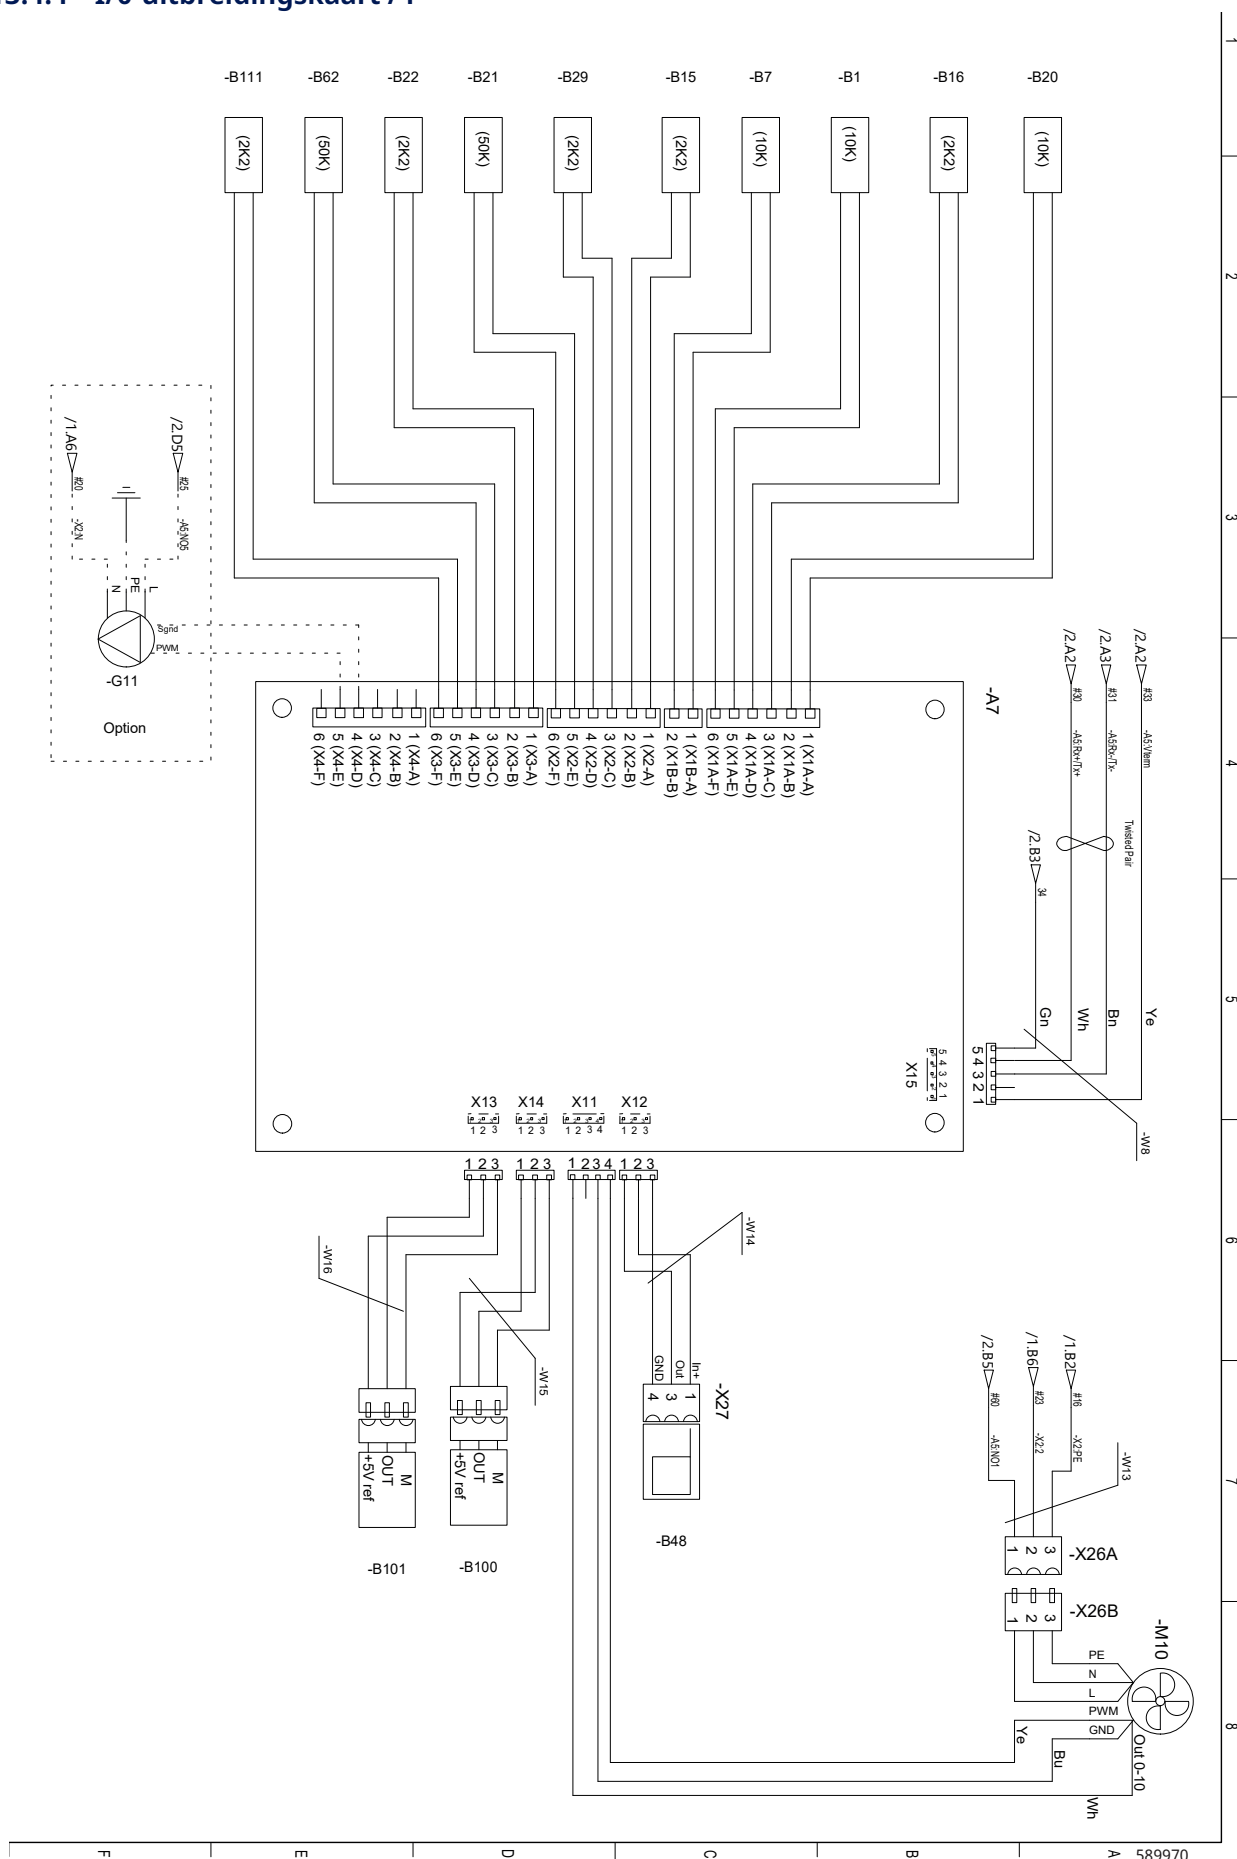 I/O-uitbreidingskaart /1
1
-B111
-B62
-B22
-B21
-B29
-B15
-B7
-B1
-B16
-B20
(2K2)
(50K)
(2K2)
(50K)
(2K2)
(2K2)
(10K)
(10K)
(2K2)
(10K)
2
3
/1.A6
#20
-X2:N
/2.D5
#25
-A5:NO5
N
PE
L
Sgnd
PWM
-G11
Option
/2.A2
#30
-A5:Rx+/Tx+
/2.A3
#31
-A5:Rx-/Tx-
/2.A2
#33
-A5:Vterm
Twisted Pair
/2.B3
34
4
-A7
6 (X4-F)
5 (X4-E)
4 (X4-D)
3 (X4-C)
2 (X4-B)
1 (X4-A)
6 (X3-F)
5 (X3-E)
4 (X3-D)
3 (X3-C)
2 (X3-B)
1 (X3-A)
6 (X2-F)
5 (X2-E)
4 (X2-D)
3 (X2-C)
2 (X2-B)
1 (X2-A)
2 (X1B-B)
1 (X1B-A)
6 (X1A-F)
5 (X1A-E)
4 (X1A-D)
3 (X1A-C)
2 (X1A-B)
1 (X1A-A)
5
Gn
Wh
Bn
Ye
5 4 3 2 1
X15
5 4 3 2 1
-W8
X13
X14
X11
X12
1 2 3
1 2 3
1 2 3 4
1 2 3
1 2 3
1 2 3
1 2 3 4
1 2 3
6
-W16
-W15
-W14
GND
Out
In+
4 3 1
-X27
/2.B5
#60
-A5:NO1
/1.B6
#23
-X2:2
/1.B2
#16
-X2:PE
-W13
7
+5V ref
OUT
M
+5V ref
OUT
M
-B101
-B100
-B48
1 2 3
-X26A
1 2 3
-X26B
-M10
PE
N
L
PWM
GND
Out 0-10
Ye
Bu
Wh
8
F
E
D
C
B
A
589970